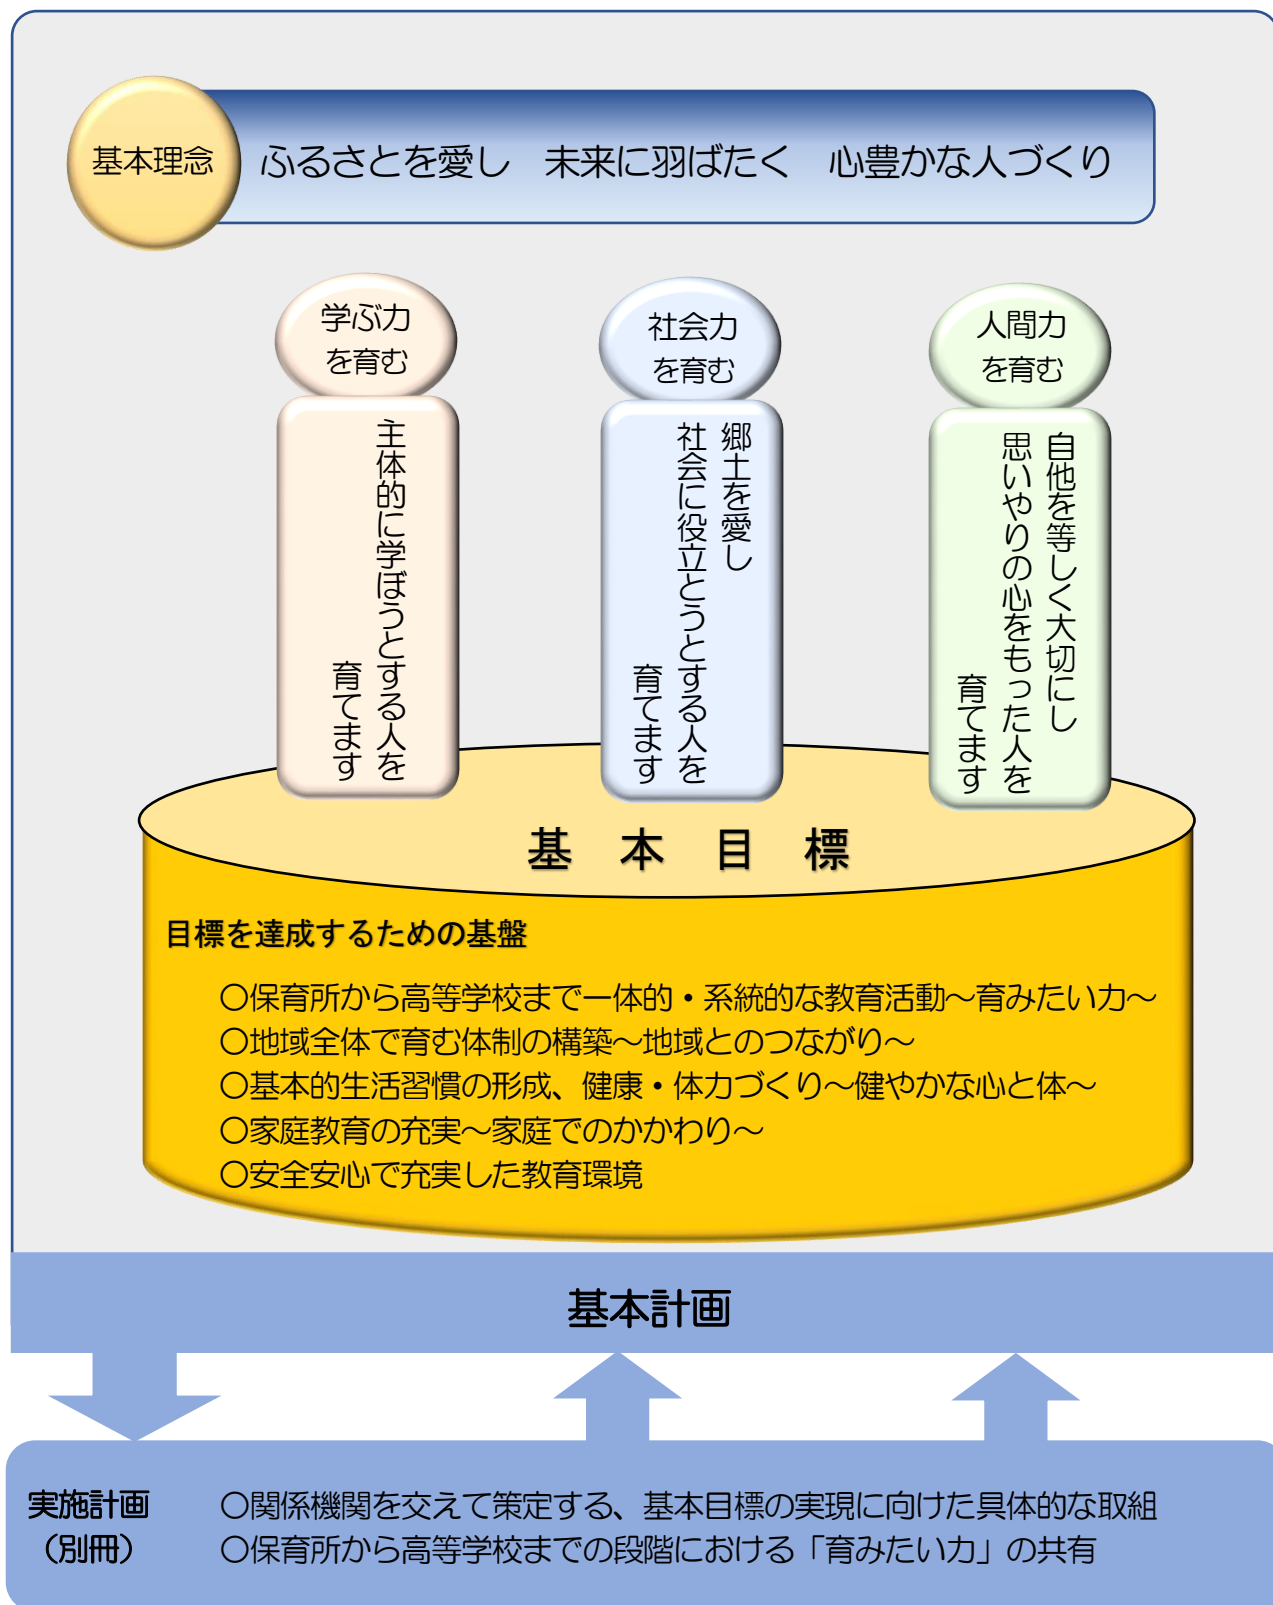 基本理念
ふるさとを愛し　未来に羽ばたく　心豊かな人づくり
学ぶ力
を育む
主体的に学ぼうとする人を
育てます
社会力
を育む
郷土を愛し
社会に役立とうとする人を
育てます
人間力
を育む
自他を等しく大切にし
思いやりの心をもった人を
育てます
基　本　目　標
目標を達成するための基盤
○保育所から高等学校まで一体的・系統的な教育活動～育みたい力～
○地域全体で育む体制の構築～地域とのつながり～
○基本的生活習慣の形成、健康・体力づくり～健やかな心と体～
○家庭教育の充実～家庭でのかかわり～
○安全安心で充実した教育環境
基本計画
実施計画
（別冊）
○関係機関を交えて策定する、基本目標の実現に向けた具体的な取組
○保育所から高等学校までの段階における「育みたい力」の共有